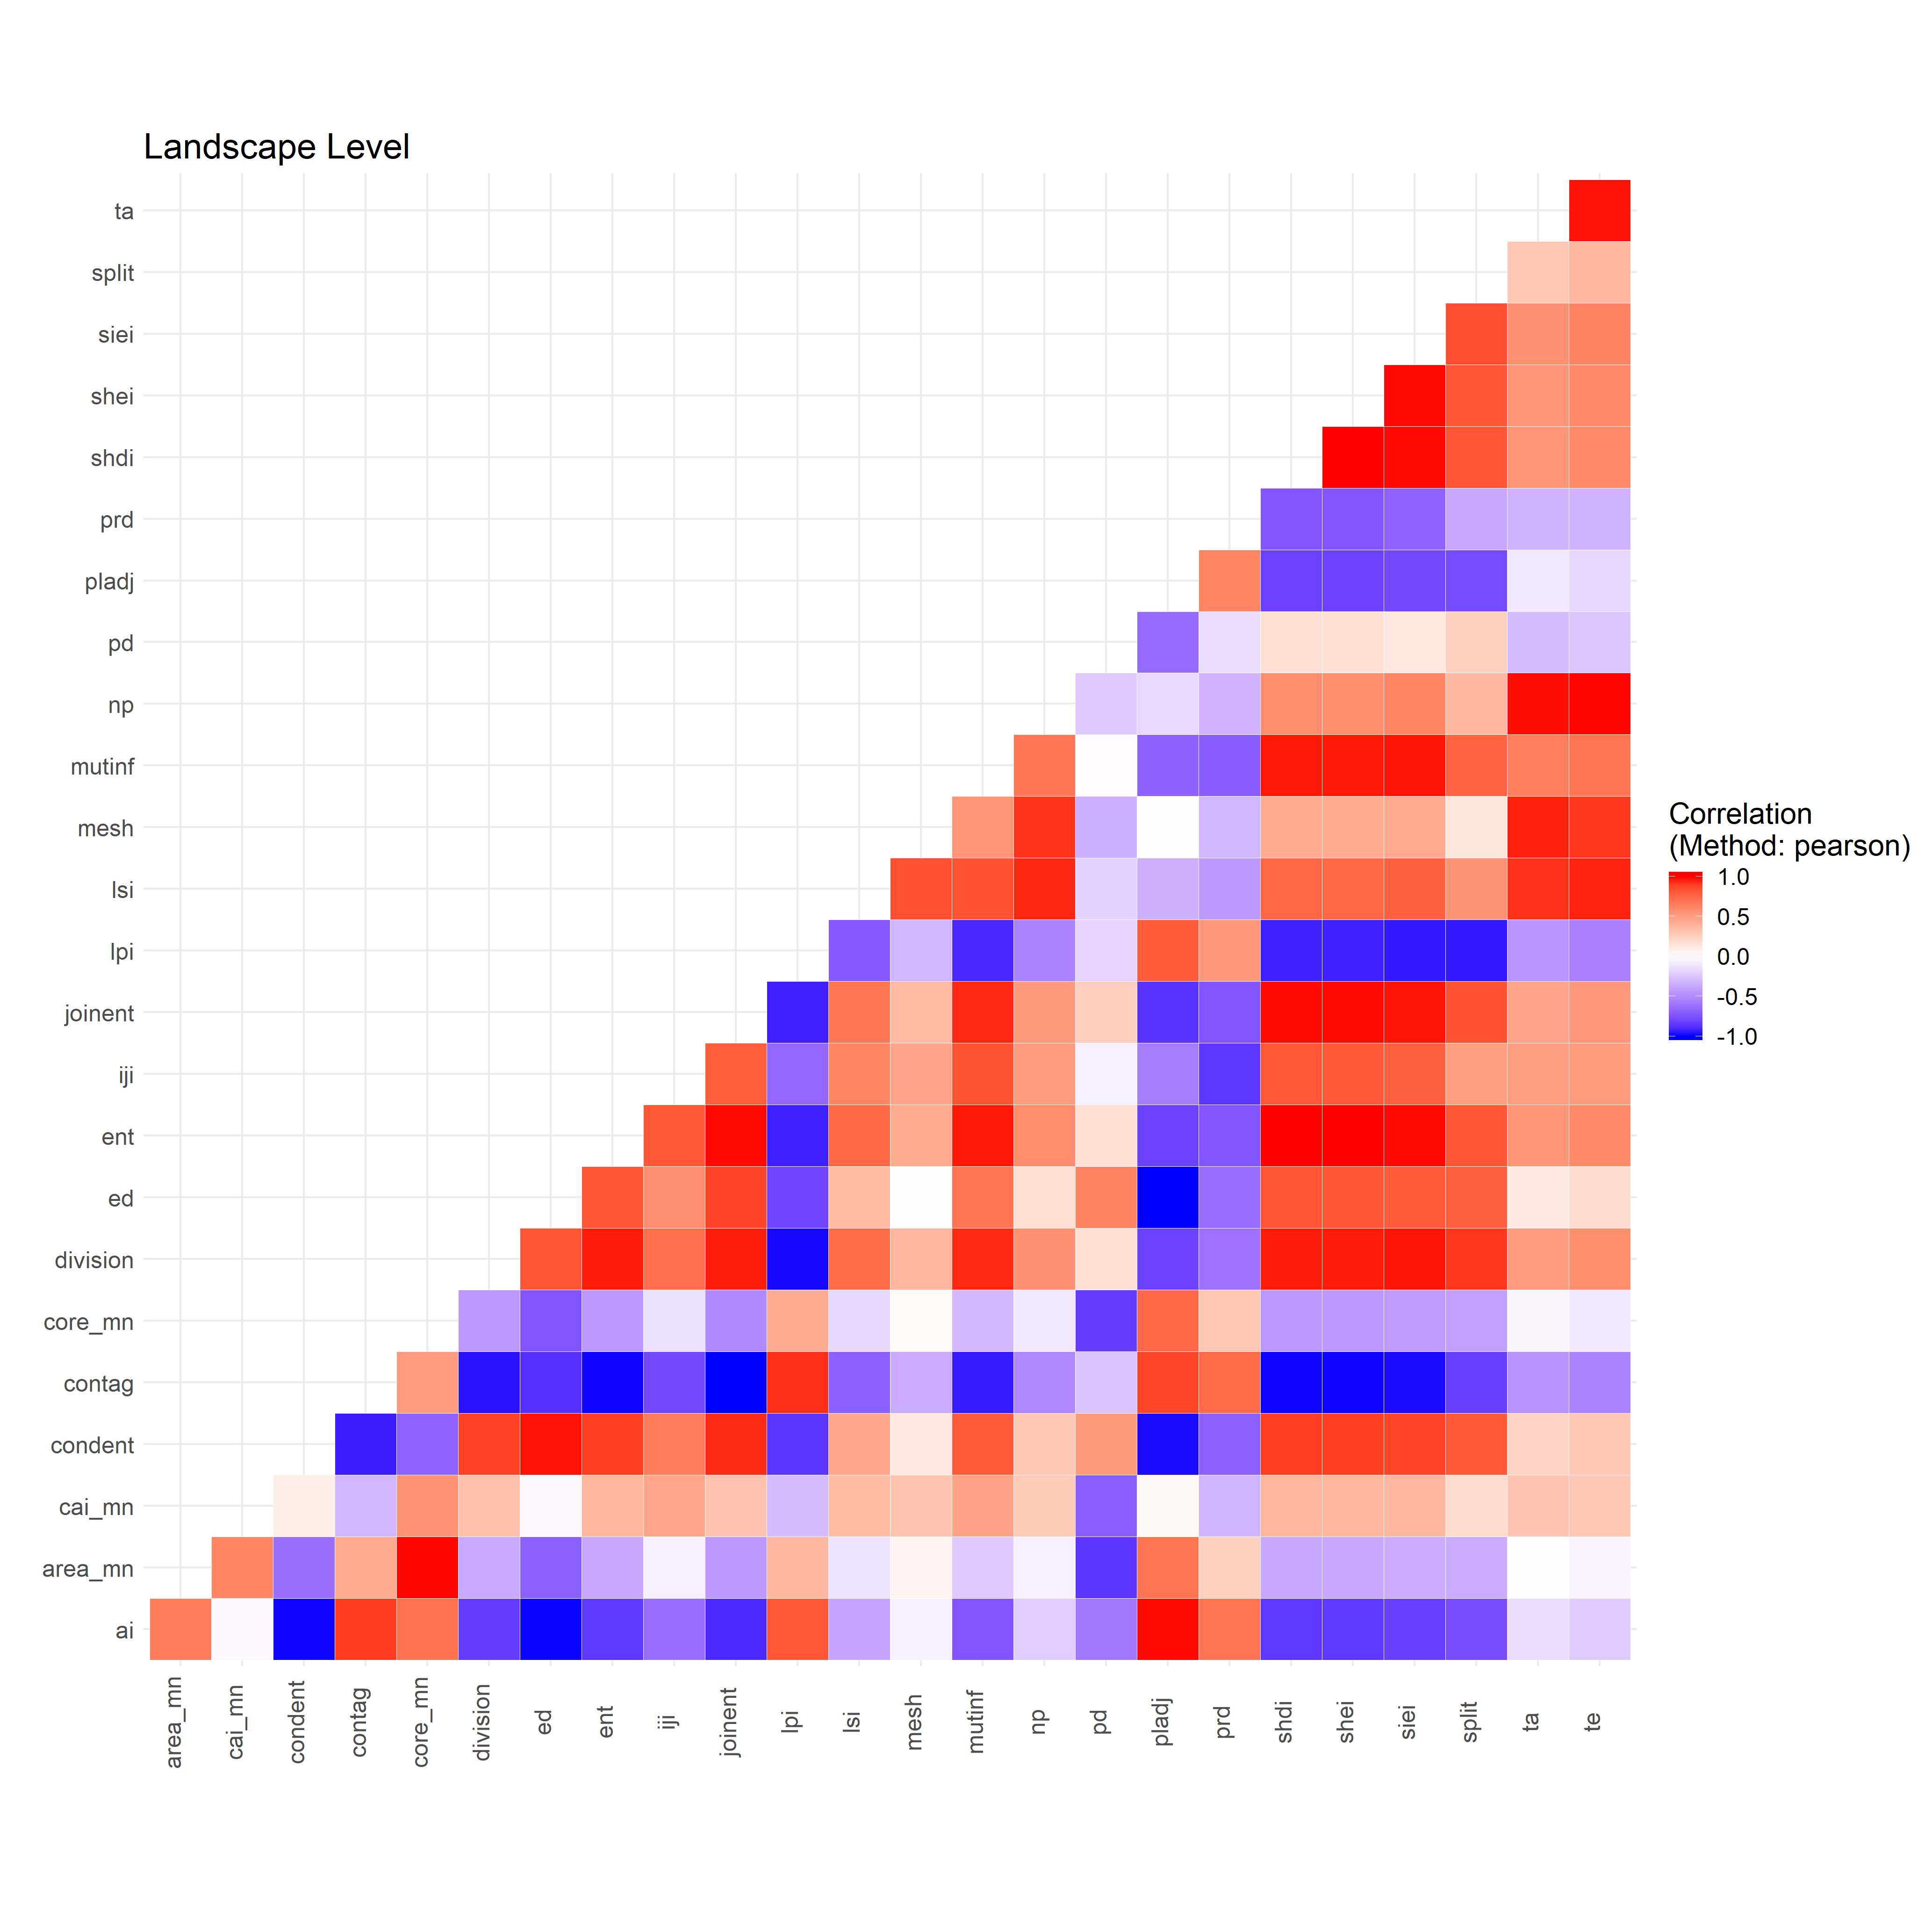 Landscape Level
ta
split
siei
shei
shdi
prd
pladj
pd
np
mutinf
mesh
lsi
lpi
joinent
iji
ent
ed
division
core_mn
contag
condent
cai_mn
area_mn
ai
area_mn
cai_mn
condent
contag
core_mn
division
ed
ent
iji
joinent
lpi
lsi
mesh
mutinf
np
pd
pladj
prd
shdi
shei
siei
split
ta
te
Correlation
(Method: pearson)
1.0
0.5
0.0
-0.5
-1.0